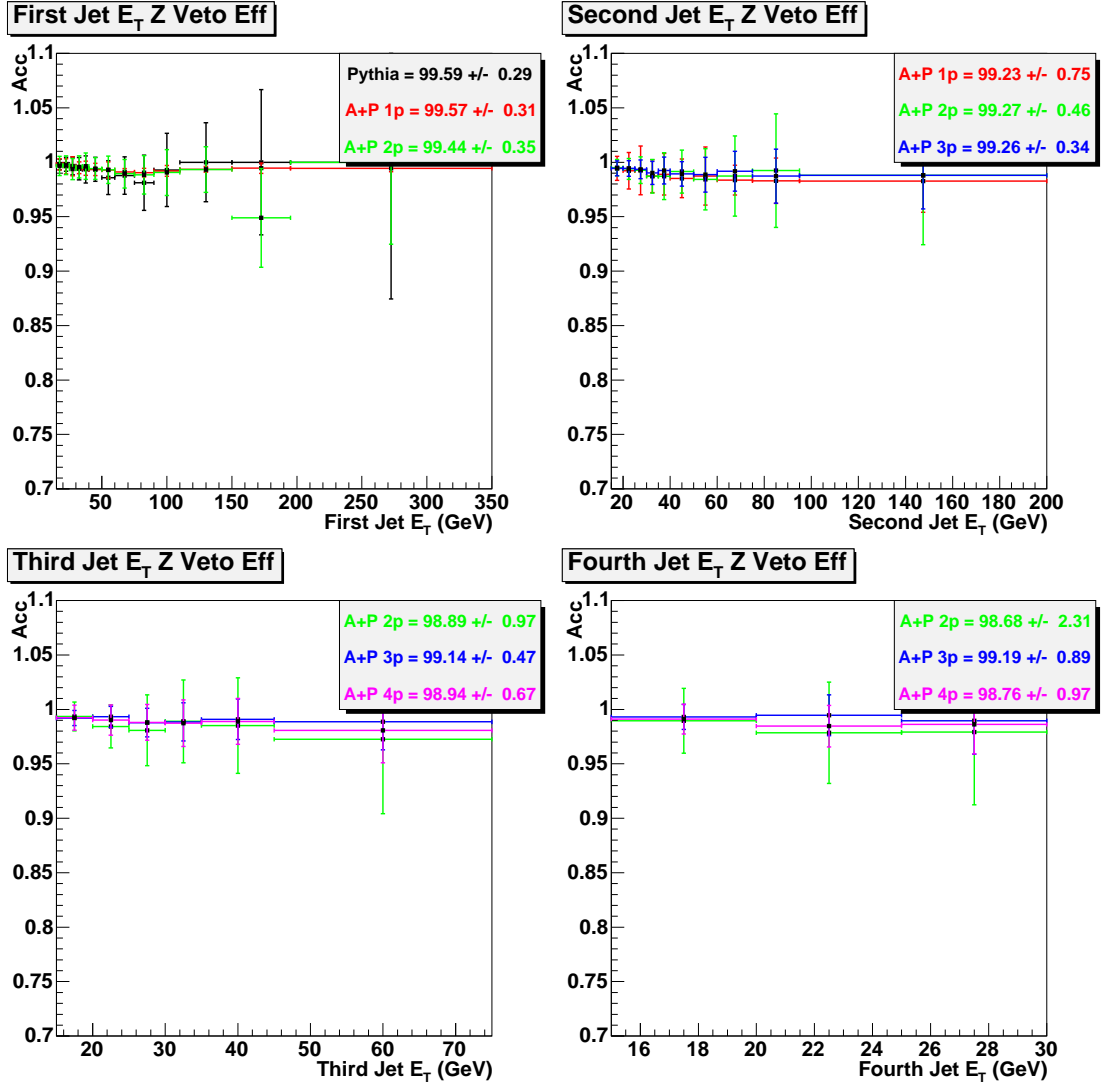 First Jet E_T Z Veto Eff
Acc
1.1
1.05
1
0.95
0.9
0.85
0.8
0.75
0.7
Pythia = 99.59 +/- 0.29
A+P 1p = 99.57 +/- 0.31
A+P 2p = 99.44 +/- 0.35
50 100 150 200 250 300 350
First Jet E_T (GeV)
Second Jet E_T Z Veto Eff
Acc
1.1
1.05
1
0.95
0.9
0.85
0.8
0.75
0.7
A+P 1p = 99.23 +/- 0.75
A+P 2p = 99.27 +/- 0.46
A+P 3p = 99.26 +/- 0.34
20 40 60 80 100 120 140 160 180 200
Second Jet E_T (GeV)
Third Jet E_T Z Veto Eff
Acc
1.1
1.05
1
0.95
0.9
0.85
0.8
0.75
0.7
A+P 2p = 98.89 +/- 0.97
A+P 3p = 99.14 +/- 0.47
A+P 4p = 98.94 +/- 0.67
20 30 40 50 60 70
Third Jet E_T (GeV)
Fourth Jet E_T Z Veto Eff
Acc
1.1
1.05
1
0.95
0.9
0.85
0.8
0.75
0.7
A+P 2p = 98.68 +/- 2.31
A+P 3p = 99.19 +/- 0.89
A+P 4p = 98.76 +/- 0.97
16 18 20 22 24 26 28 30
Fourth Jet E_T (GeV)